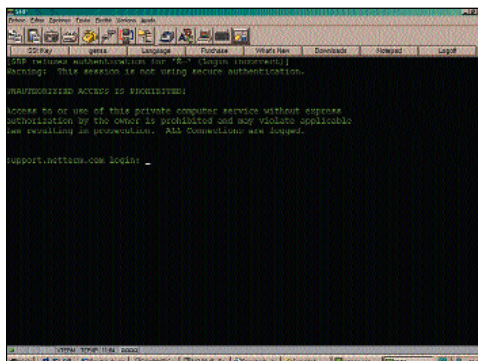 SSI Key genss Language Purchase What's New Downloads Notepad Logoff
[SRP refuses authentication for '' (login incorrect)]
Warning: This session is not using secure authentication.
UNAUTHORIZED ACCESS IS PROHIBITED!
Access to or use of this private computer service without express
authorization by the owner is prohibited and may violate applicable
law resulting in prosecution. ALL Connections are logged.
support.netterm.com login: _
VTERM